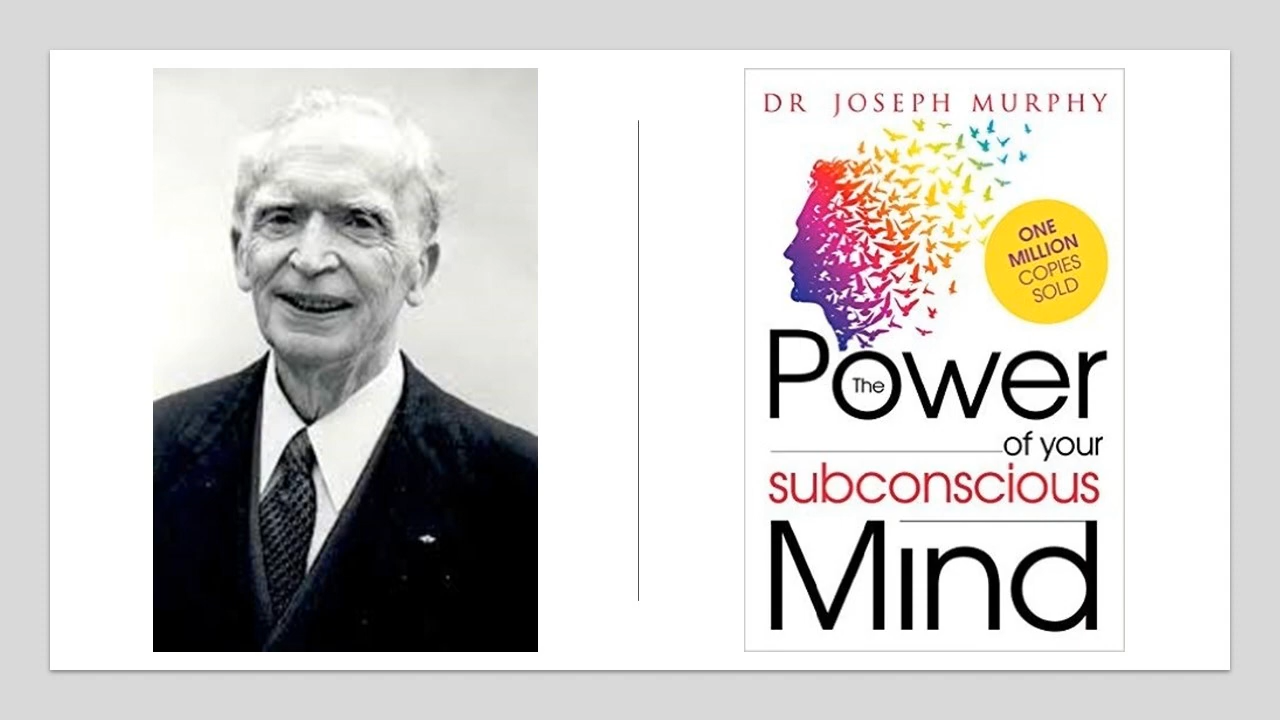 DR JOSEPH MURPHY
ONE
MILLION
COPIES
SOLD
The
Power
of your
subconscious
Mind